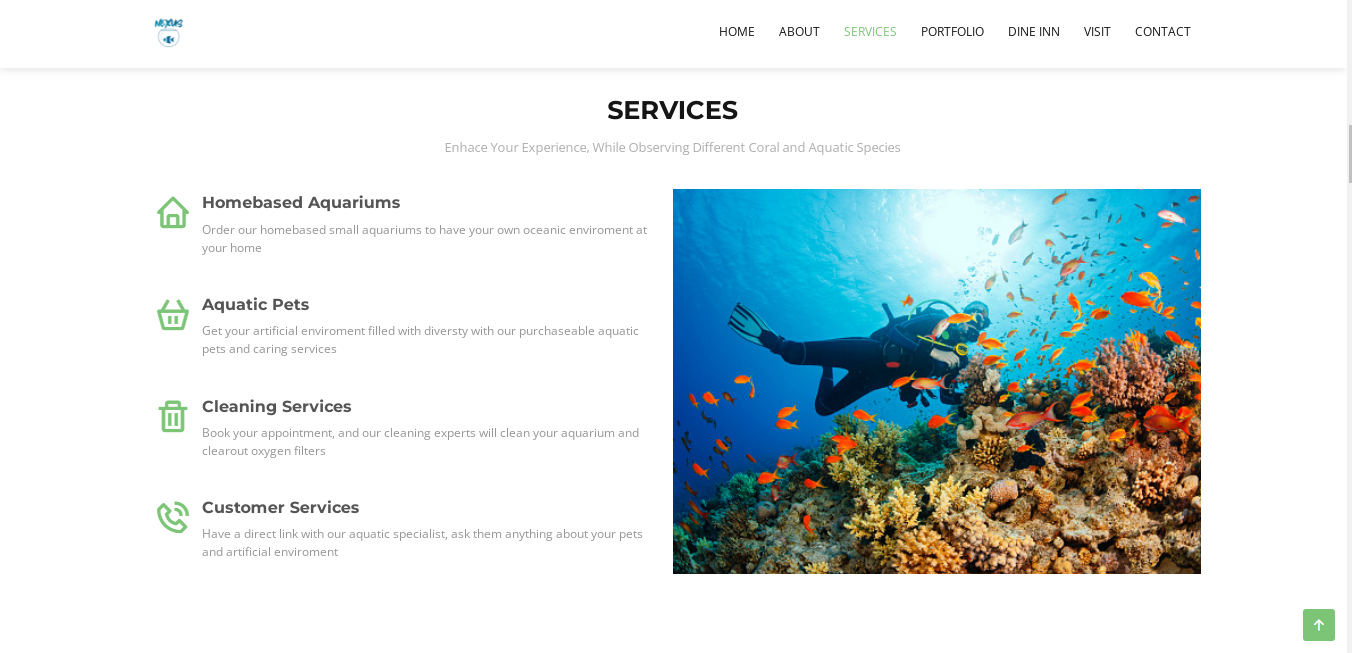 NEXUS
HOME ABOUT SERVICES PORTFOLIO DINE INN VISIT CONTACT
SERVICES
Enhace Your Experience, While Observing Different Coral and Aquatic Species
Homebased Aquariums
Order our homebased small aquariums to have your own oceanic enviroment at
your home
Aquatic Pets
Get your artificial enviroment filled with diversty with our purchaseable aquatic
pets and caring services
Cleaning Services
Book your appointment, and our cleaning experts will clean your aquarium and
clearout oxygen filters
Customer Services
Have a direct link with our aquatic specialist, ask them anything about your pets
and artificial enviroment